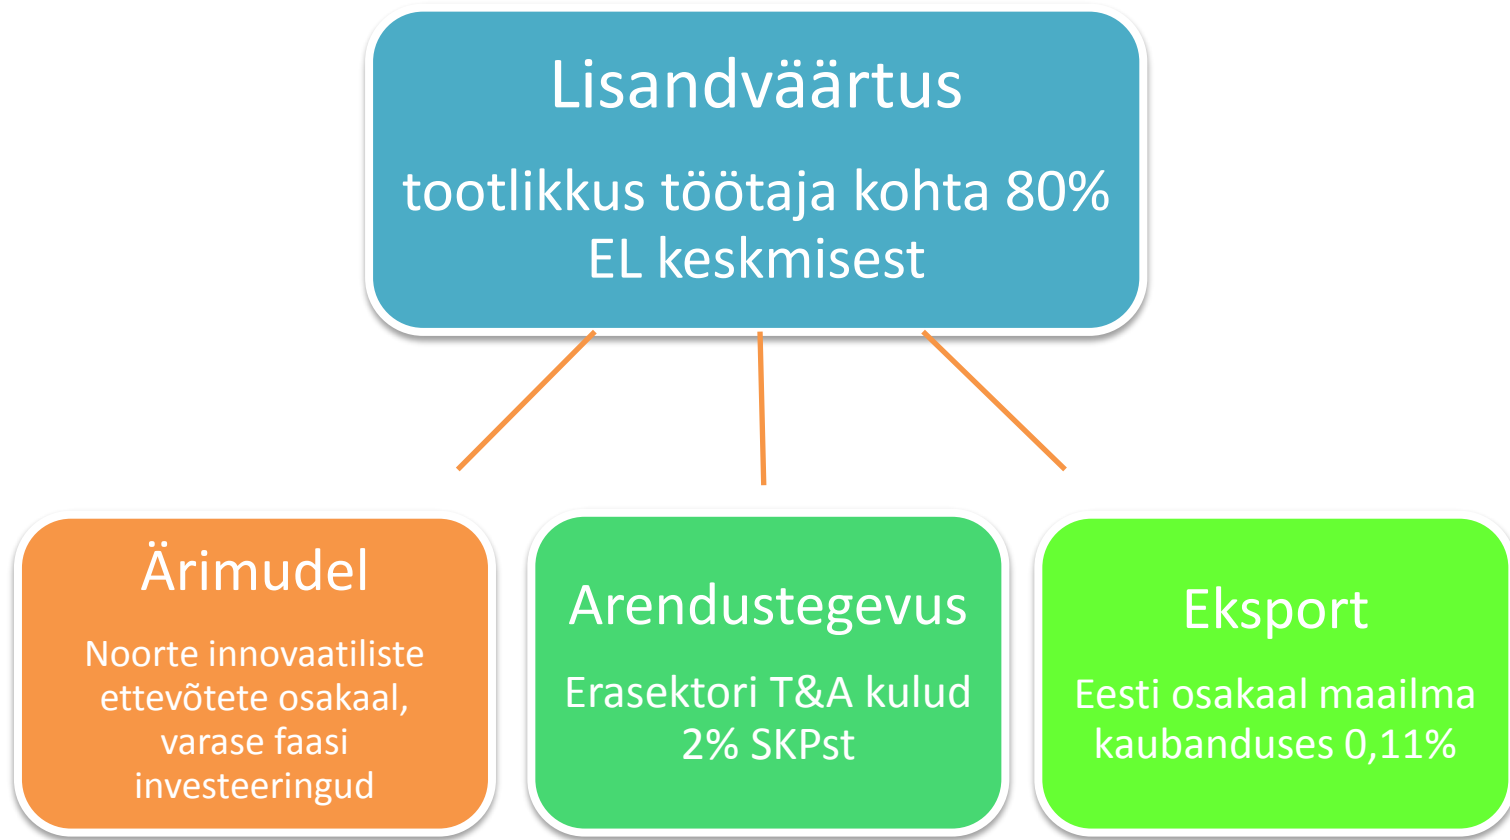 Lisandväärtus
tootlikkus töötaja kohta 80%
EL keskmisest
Ärimudel
Noorte innovaatiliste
ettevõtete osakaal,
varase faasi
investeeringud
Arendustegevus
Erasektori T&A kulud
2% SKPst
Eksport
Eesti osakaal maailma
kaubanduses 0,11%